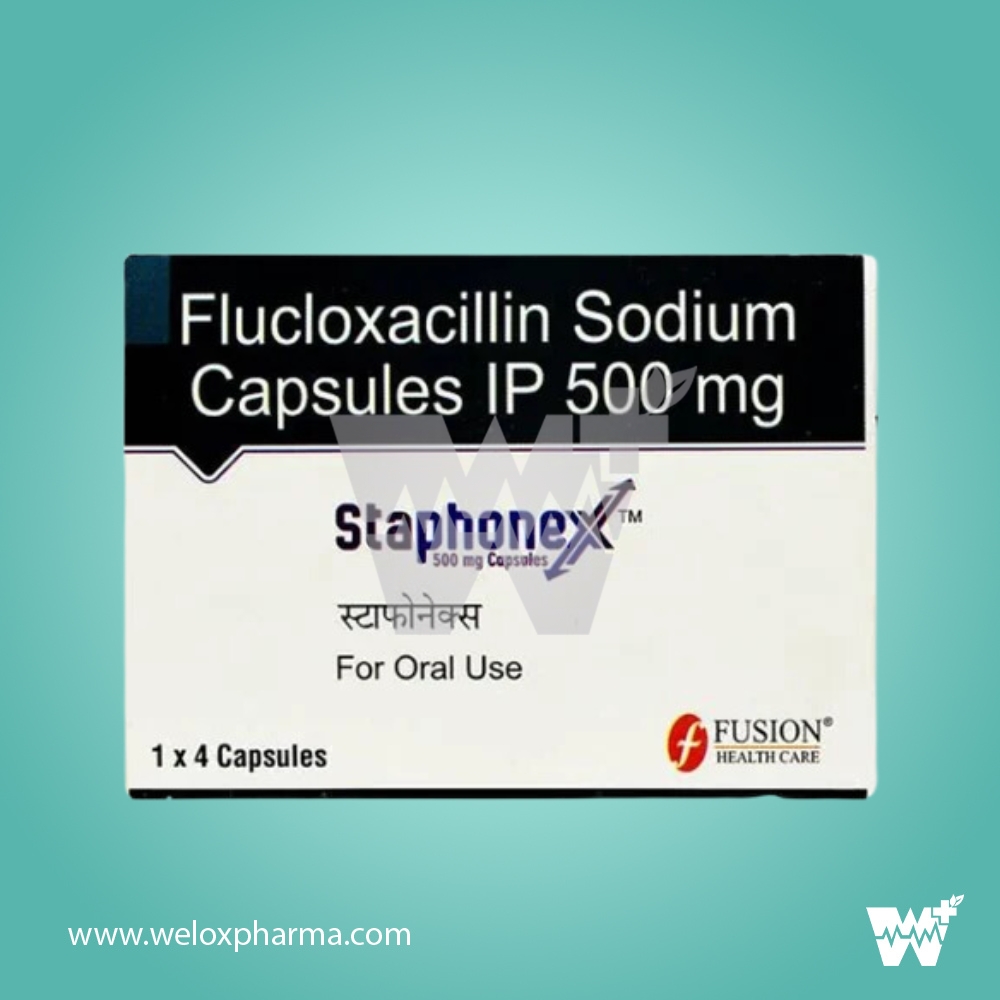 Flucloxacillin Sodium
Capsules IP 500 mg
Staphonex™
500 mg Capsules
स्टाफोनेक्स
For Oral Use
1 x 4 Capsules
FUSION®
HEALTH CARE
www.weloxpharma.com